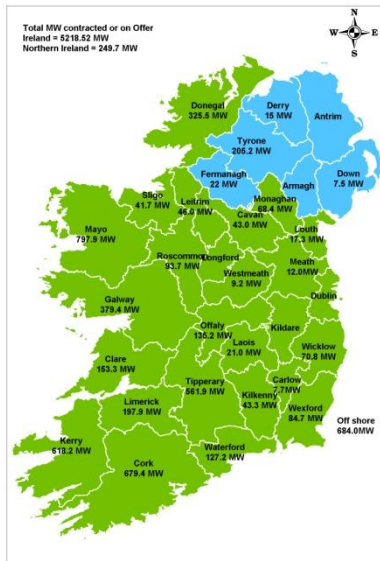 Total MW contracted or on Offer
Ireland = 5218.52 MW
Northern Ireland = 249.7 MW
N
W E
S
Donegal
325.5 MW
Derry
15 MW
Antrim
Tyrone
205.2 MW
Fermanagh
22 MW
Armagh
Down
7.5 MW
Monaghan
68.4 MW
Sligo
41.7 MW
Leitrim
46.0 MW
Cavan
43.0 MW
Louth
17.3 MW
Mayo
797.9 MW
Roscommon
93.7 MW
Longford
Meath
12.0MW
Westmeath
9.2 MW
Dublin
Galway
379.4 MW
Offaly
135.2 MW
Kildare
Laois
21.0 MW
Wicklow
70.8 MW
Clare
153.3 MW
Tipperary
561.9 MW
Carlow
7.7MW
Kilkenny
43.3 MW
Limerick
197.9 MW
Wexford
84.7 MW
Off shore
684.0MW
Kerry
618.2 MW
Waterford
127.2 MW
Cork
679.4 MW